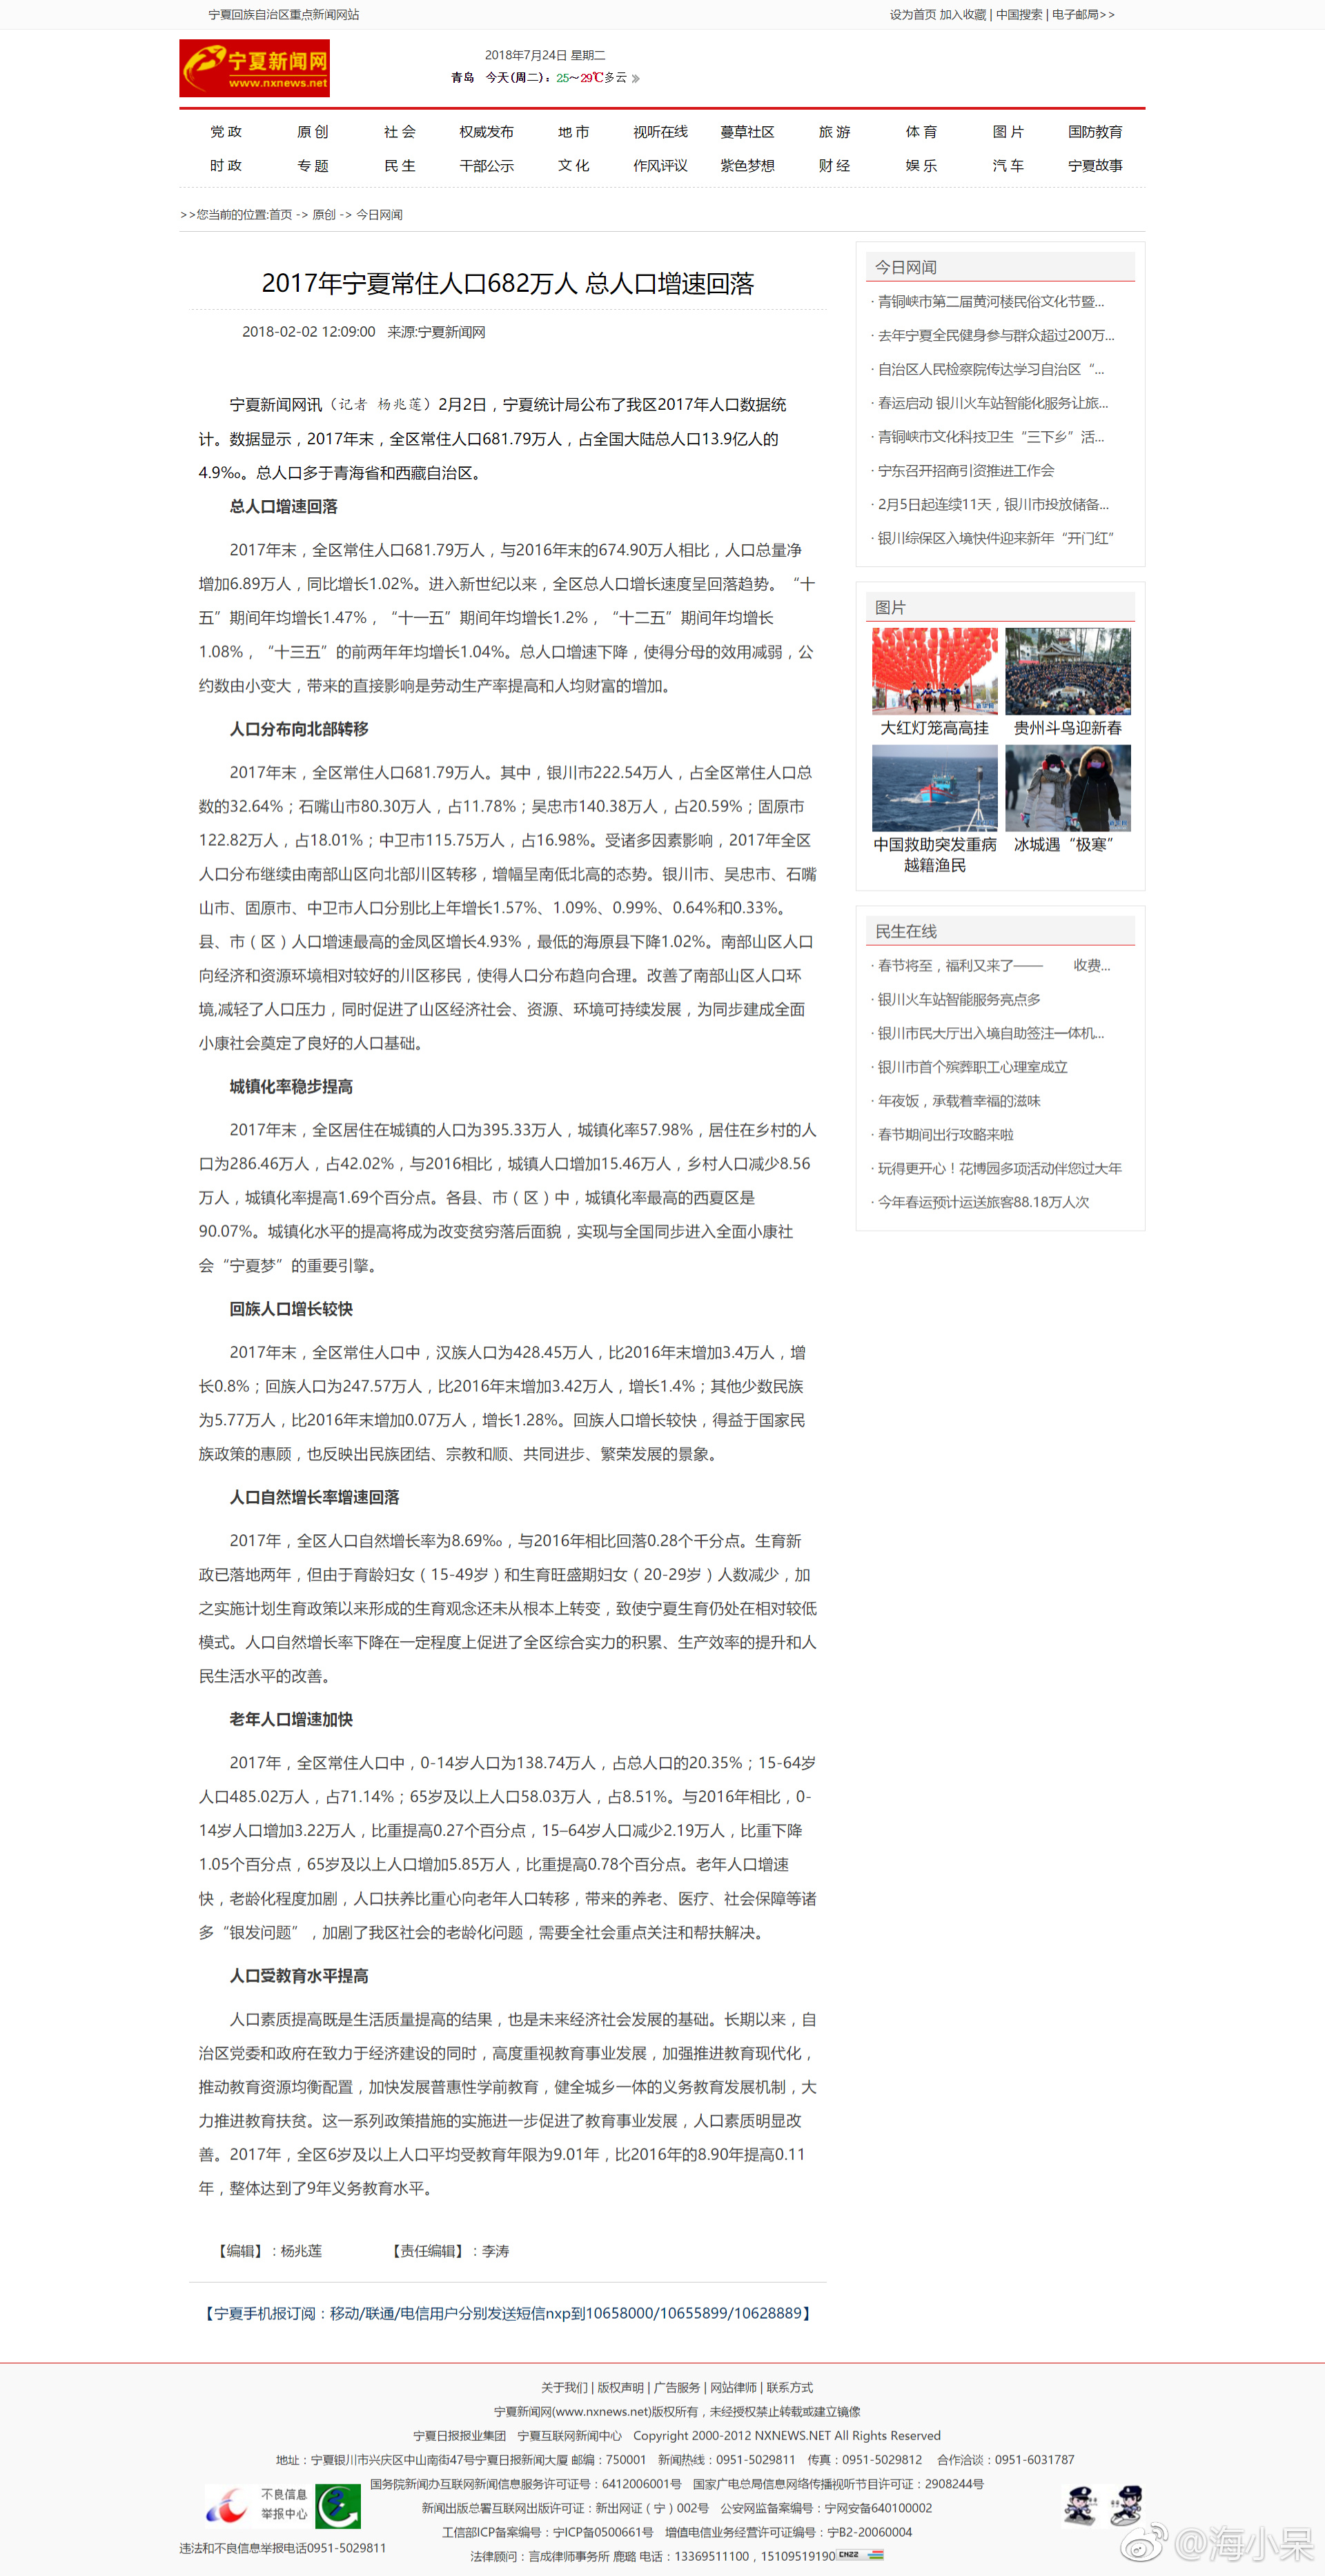 宁夏回族自治区重点新闻网站
设为首页 加入收藏 | 中国搜索 | 电子邮局>>
宁夏新闻网
www.nxnews.net
2018年7月24日 星期二
青岛 今天(周二)：25～29℃多云
党 政 原 创 社 会 权威发布 地 市 视听在线 蔓草社区 旅 游 体 育 图 片 国防教育
时 政 专 题 民 生 干部公示 文 化 作风评议 紫色梦想 财 经 娱 乐 汽 车 宁夏故事
>>您当前的位置:首页 -> 原创 -> 今日网闻
2017年宁夏常住人口682万人 总人口增速回落
2018-02-02 12:09:00 来源:宁夏新闻网
宁夏新闻网讯（记者 杨兆莲）2月2日，宁夏统计局公布了我区2017年人口数据统
计。数据显示，2017年末，全区常住人口681.79万人，占全国大陆总人口13.9亿人的
4.9‰。总人口多于青海省和西藏自治区。
总人口增速回落
2017年末，全区常住人口681.79万人，与2016年末的674.90万人相比，人口总量净
增加6.89万人，同比增长1.02%。进入新世纪以来，全区总人口增长速度呈回落趋势。“十
五”期间年均增长1.47%，“十一五”期间年均增长1.2%，“十二五”期间年均增长
1.08%，“十三五”的前两年年均增长1.04%。总人口增速下降，使得分母的效用减弱，公
约数由小变大，带来的直接影响是劳动生产率提高和人均财富的增加。
人口分布向北部转移
2017年末，全区常住人口681.79万人。其中，银川市222.54万人，占全区常住人口总
数的32.64%；石嘴山市80.30万人，占11.78%；吴忠市140.38万人，占20.59%；固原市
122.82万人，占18.01%；中卫市115.75万人，占16.98%。受诸多因素影响，2017年全区
人口分布继续由南部山区向北部川区转移，增幅呈南低北高的态势。银川市、吴忠市、石嘴
山市、固原市、中卫市人口分别比上年增长1.57%、1.09%、0.99%、0.64%和0.33%。
县、市（区）人口增速最高的金凤区增长4.93%，最低的海原县下降1.02%。南部山区人口
向经济和资源环境相对较好的川区移民，使得人口分布趋向合理。改善了南部山区人口环
境,减轻了人口压力，同时促进了山区经济社会、资源、环境可持续发展，为同步建成全面
小康社会奠定了良好的人口基础。
城镇化率稳步提高
2017年末，全区居住在城镇的人口为395.33万人，城镇化率57.98%，居住在乡村的人
口为286.46万人，占42.02%，与2016相比，城镇人口增加15.46万人，乡村人口减少8.56
万人，城镇化率提高1.69个百分点。各县、市（区）中，城镇化率最高的西夏区是
90.07%。城镇化水平的提高将成为改变贫穷落后面貌，实现与全国同步进入全面小康社
会“宁夏梦”的重要引擎。
回族人口增长较快
2017年末，全区常住人口中，汉族人口为428.45万人，比2016年末增加3.4万人，增
长0.8%；回族人口为247.57万人，比2016年末增加3.42万人，增长1.4%；其他少数民族
为5.77万人，比2016年末增加0.07万人，增长1.28%。回族人口增长较快，得益于国家民
族政策的惠顾，也反映出民族团结、宗教和顺、共同进步、繁荣发展的景象。
人口自然增长率增速回落
2017年，全区人口自然增长率为8.69‰，与2016年相比回落0.28个千分点。生育新
政已落地两年，但由于育龄妇女（15-49岁）和生育旺盛期妇女（20-29岁）人数减少，加
之实施计划生育政策以来形成的生育观念还未从根本上转变，致使宁夏生育仍处在相对较低
模式。人口自然增长率下降在一定程度上促进了全区综合实力的积累、生产效率的提升和人
民生活水平的改善。
老年人口增速加快
2017年，全区常住人口中，0-14岁人口为138.74万人，占总人口的20.35%；15-64岁
人口485.02万人，占71.14%；65岁及以上人口58.03万人，占8.51%。与2016年相比，0-
14岁人口增加3.22万人，比重提高0.27个百分点，15–64岁人口减少2.19万人，比重下降
1.05个百分点，65岁及以上人口增加5.85万人，比重提高0.78个百分点。老年人口增速
快，老龄化程度加剧，人口扶养比重心向老年人口转移，带来的养老、医疗、社会保障等诸
多“银发问题”，加剧了我区社会的老龄化问题，需要全社会重点关注和帮扶解决。
人口受教育水平提高
人口素质提高既是生活质量提高的结果，也是未来经济社会发展的基础。长期以来，自
治区党委和政府在致力于经济建设的同时，高度重视教育事业发展，加强推进教育现代化，
推动教育资源均衡配置，加快发展普惠性学前教育，健全城乡一体的义务教育发展机制，大
力推进教育扶贫。这一系列政策措施的实施进一步促进了教育事业发展，人口素质明显改
善。2017年，全区6岁及以上人口平均受教育年限为9.01年，比2016年的8.90年提高0.11
年，整体达到了9年义务教育水平。
【编辑】：杨兆莲 【责任编辑】：李涛
【宁夏手机报订阅：移动/联通/电信用户分别发送短信nxp到10658000/10655899/10628889】
今日网闻
· 青铜峡市第二届黄河楼民俗文化节暨...
· 去年宁夏全民健身参与群众超过200万...
· 自治区人民检察院传达学习自治区“...
· 春运启动 银川火车站智能化服务让旅...
· 青铜峡市文化科技卫生“三下乡”活...
· 宁东召开招商引资推进工作会
· 2月5日起连续11天，银川市投放储备...
· 银川综保区入境快件迎来新年“开门红”
图片
大红灯笼高高挂 贵州斗鸟迎新春
中国救助突发重病 冰城遇“极寒”
越籍渔民
民生在线
· 春节将至，福利又来了—— 收费...
· 银川火车站智能服务亮点多
· 银川市民大厅出入境自助签注一体机...
· 银川市首个殡葬职工心理室成立
· 年夜饭，承载着幸福的滋味
· 春节期间出行攻略来啦
· 玩得更开心！花博园多项活动伴您过大年
· 今年春运预计运送旅客88.18万人次
关于我们 | 版权声明 | 广告服务 | 网站律师 | 联系方式
宁夏新闻网(www.nxnews.net)版权所有，未经授权禁止转载或建立镜像
宁夏日报报业集团 宁夏互联网新闻中心 Copyright 2000-2012 NXNEWS.NET All Rights Reserved
地址：宁夏银川市兴庆区中山南街47号宁夏日报新闻大厦 邮编：750001 新闻热线：0951-5029811 传真：0951-5029812 合作洽谈：0951-6031787
国务院新闻办互联网新闻信息服务许可证号：6412006001号 国家广电总局信息网络传播视听节目许可证：2908244号
新闻出版总署互联网出版许可证：新出网证（宁）002号 公安网监备案编号：宁网安备640100002
工信部ICP备案编号：宁ICP备0500661号 增值电信业务经营许可证编号：宁B2-20060004
法律顾问：言成律师事务所 鹿璐 电话：13369511100，15109519190 CNZZ
不良信息
举报中心
违法和不良信息举报电话0951-5029811
@海小呆